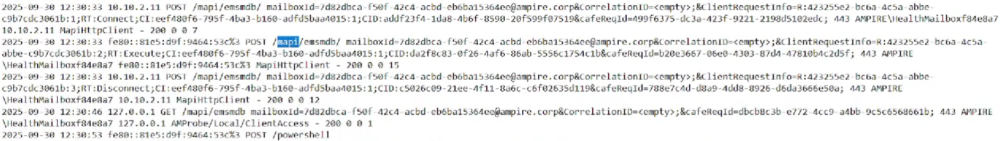 2025-09-30 12:30:33 10.10.2.11 POST /mapi/emsmdb/ mailboxId=7d82dbca-f50f-42c4-acbd-eb6ba15364ee@ampire.corp&CorrelationID=<empty>;&ClientRequestInfo=R:423255e2-bc6a-4c5a-abbe-
c9b7cdc3061b:1;RT:Connect;CI:eef480f6-795f-4ba3-b160-adfd5baa4015:1;CID:addf23f4-1da8-4b6f-8590-20f599f07519&cafeReqId=499f6375-dc3a-423f-9221-2198d5102edc; 443 AMPIRE\HealthMailboxf84e8a7
10.10.2.11 MapiHttpClient - 200 0 0 7
2025-09-30 12:30:33 fe80::81e5:d9f:9464:53c%3 POST /mapi/emsmdb/ mailboxId=7d82dbca-f50f-42c4-acbd-eb6ba15364ee@ampire.corp&CorrelationID=<empty>;&ClientRequestInfo=R:423255e2-bc6a-4c5a-
abbe-c9b7cdc3061b:2;RT:Execute;CI:eef480f6-795f-4ba3-b160-adfd5baa4015:1;CID:da2f8c83-0f26-4af6-86ab-5556c1754c1b&cafeReqId=b20e3667-06e0-4303-87d4-47810b4c2d5f; 443 AMPIRE
\HealthMailboxf84e8a7 fe80::81e5:d9f:9464:53c%3 MapiHttpClient - 200 0 0 15
2025-09-30 12:30:33 10.10.2.11 POST /mapi/emsmdb/ mailboxId=7d82dbca-f50f-42c4-acbd-eb6ba15364ee@ampire.corp&CorrelationID=<empty>;&ClientRequestInfo=R:423255e2-bc6a-4c5a-abbe-
c9b7cdc3061b:3;RT:Disconnect;CI:eef480f6-795f-4ba3-b160-adfd5baa4015:1;CID:c5026c09-21ee-4f11-8a6c-c6f02635d119&cafeReqId=788e7c4d-d8a9-4dd8-8926-d6da3666e50a; 443 AMPIRE
\HealthMailboxf84e8a7 10.10.2.11 MapiHttpClient - 200 0 0 12
2025-09-30 12:30:46 127.0.0.1 GET /mapi/emsmdb mailboxId=7d82dbca-f50f-42c4-acbd-eb6ba15364ee@ampire.corp&CorrelationID=<empty>;&cafeReqId=dbcb8c3b-e772-4cc9-a4bb-9c5c6568661b; 443 AMPIRE
\HealthMailboxf84e8a7 127.0.0.1 AMProbe/Local/ClientAccess - 200 0 0 1
2025-09-30 12:30:53 fe80::81e5:d9f:9464:53c%3 POST /powershell